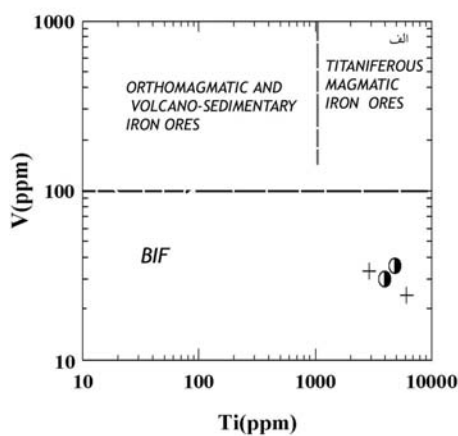 1000
الف
ORTHOMAGMATIC AND
VOLCANO-SEDIMENTARY
IRON ORES
TITANIFEROUS
MAGMATIC
IRON ORES
V(ppm)
100
BIF
10
10
100
1000
10000
Ti(ppm)